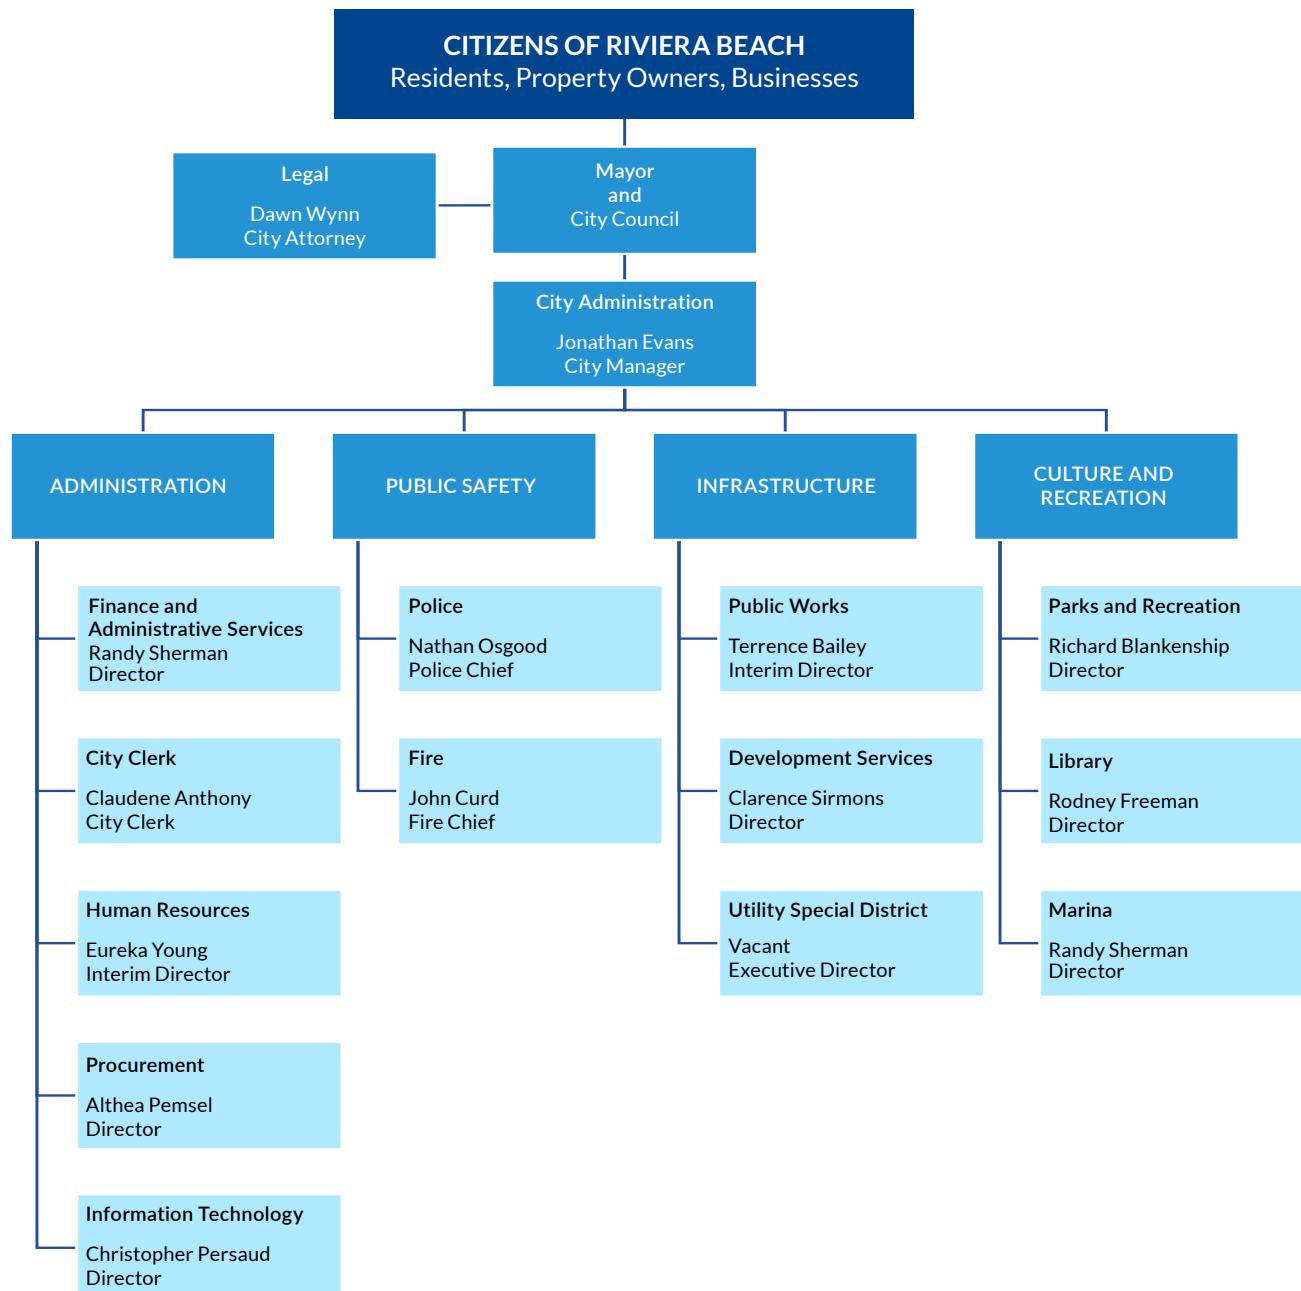 CITIZENS OF RIVIERA BEACH
Residents, Property Owners, Businesses
Legal
Dawn Wynn
City Attorney
Mayor
and
City Council
City Administration
Jonathan Evans
City Manager
ADMINISTRATION
PUBLIC SAFETY
INFRASTRUCTURE
CULTURE AND
RECREATION
Finance and
Administrative Services
Randy Sherman
Director
City Clerk
Claudene Anthony
City Clerk
Human Resources
Eureka Young
Interim Director
Procurement
Althea Pemsel
Director
Information Technology
Christopher Persaud
Director
Police
Nathan Osgood
Police Chief
Fire
John Curd
Fire Chief
Public Works
Terrence Bailey
Interim Director
Development Services
Clarence Sirmons
Director
Utility Special District
Vacant
Executive Director
Parks and Recreation
Richard Blankenship
Director
Library
Rodney Freeman
Director
Marina
Randy Sherman
Director